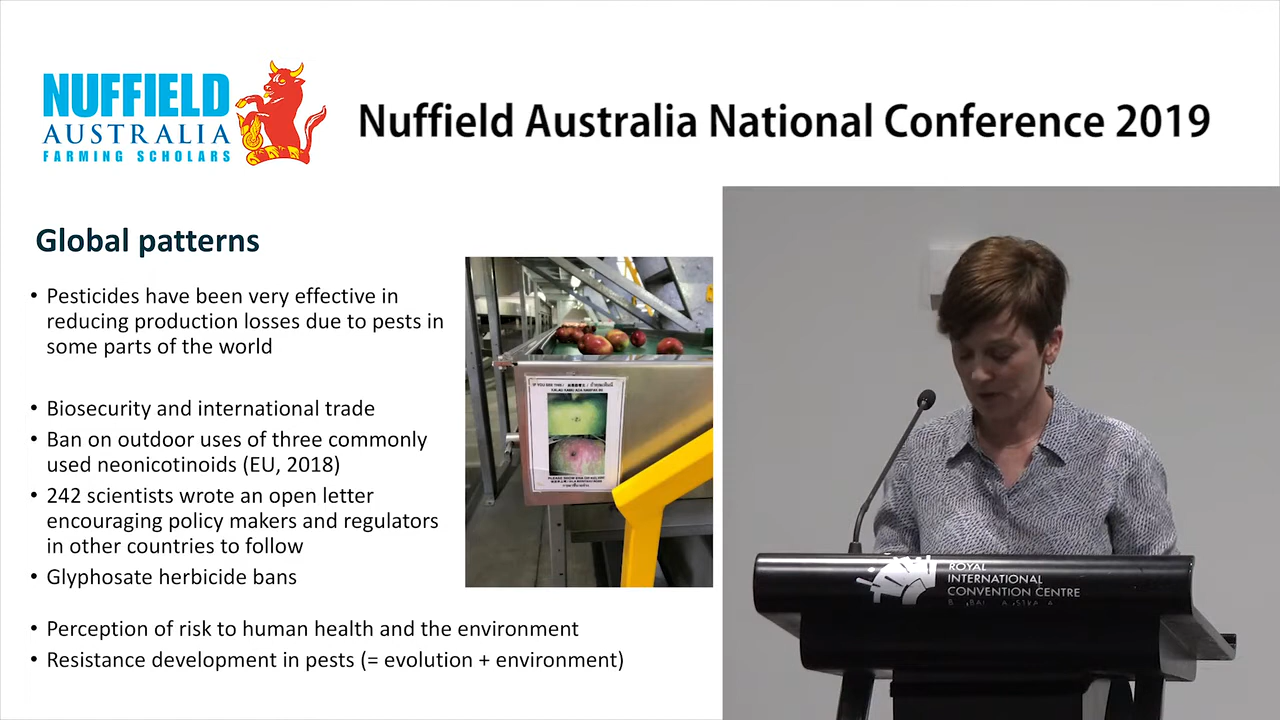 NUFFIELD
AUSTRALIA
FARMING SCHOLARS
Nuffield Australia National Conference 2019
Global patterns
• Pesticides have been very effective in
reducing production losses due to pests in
some parts of the world
• Biosecurity and international trade
• Ban on outdoor uses of three commonly
used neonicotinoids (EU, 2018)
• 242 scientists wrote an open letter
encouraging policy makers and regulators
in other countries to follow
• Glyphosate herbicide bans
• Perception of risk to human health and the environment
• Resistance development in pests (= evolution + environment)
IF YOU SEE THIS /
ROYAL
INTERNATIONAL
CONVENTION CENTRE